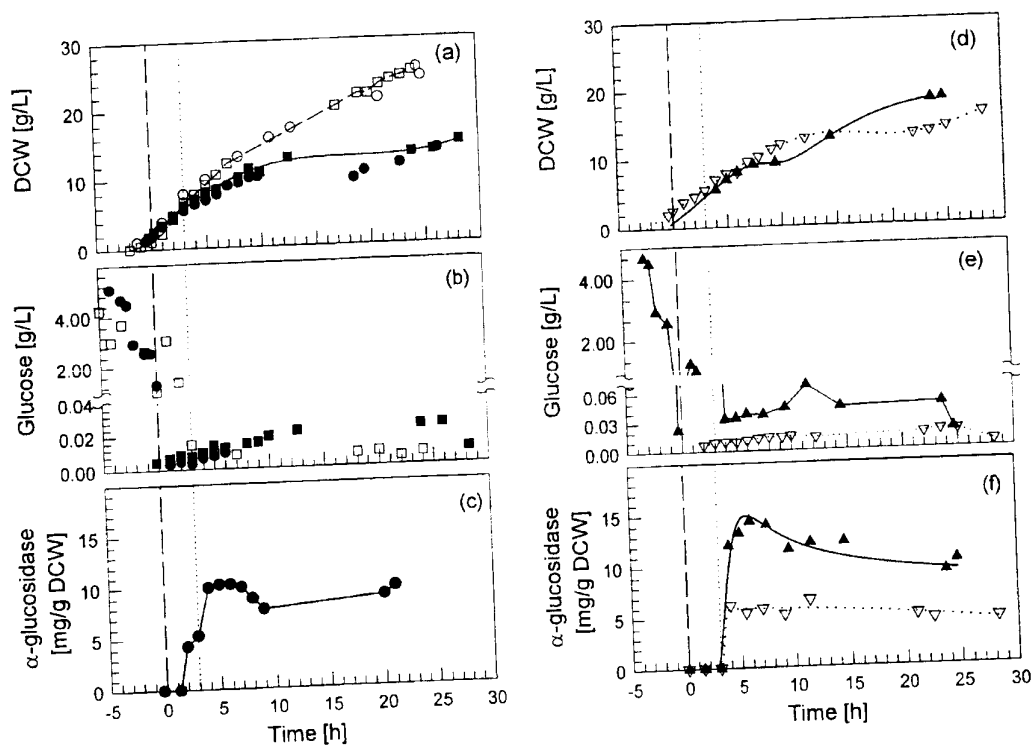 (a)
DCW [g/L]
30
20
10
0
(b)
Glucose [g/L]
4.00
2.00
0.04
0.02
0.00
(c)
α-glucosidase
[mg/g DCW]
15
10
5
0
-5 0 5 10 15 20 25 30
Time [h]
(d)
DCW [g/L]
30
20
10
0
(e)
Glucose [g/L]
4.00
2.00
0.06
0.03
0.00
(f)
α-glucosidase
[mg/g DCW]
15
10
5
0
-5 0 5 10 15 20 25 30
Time [h]